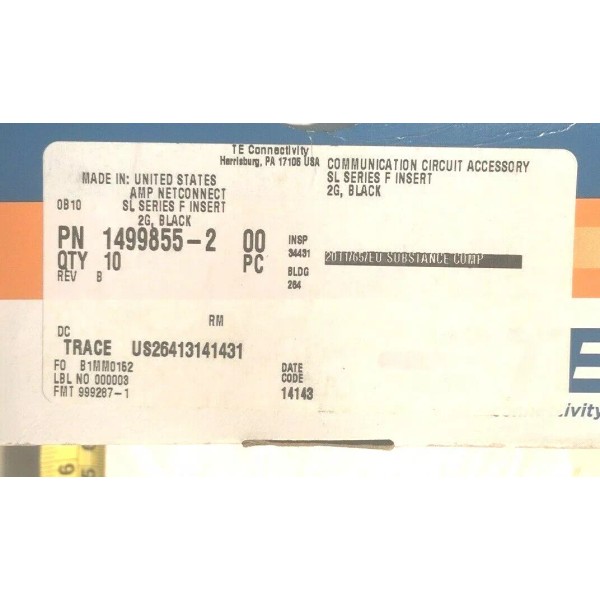 TE Connectivity
Harrisburg, PA 17105 USA
MADE IN: UNITED STATES
AMP NETCONNECT
0B10 SL SERIES F INSERT
2G, BLACK
PN 1499855-2 00
QTY 10 PC
REV B
INSP
34431
BLDG
264
RM
DC
TRACE US26413141431
FO B1MM0152
LBL NO 000003
FMT 999287-1
DATE
CODE
14143
COMMUNICATION CIRCUIT ACCESSORY
SL SERIES F INSERT
2G, BLACK
2011/65/EU SUBSTANCE COMP
E
ivity
6
5